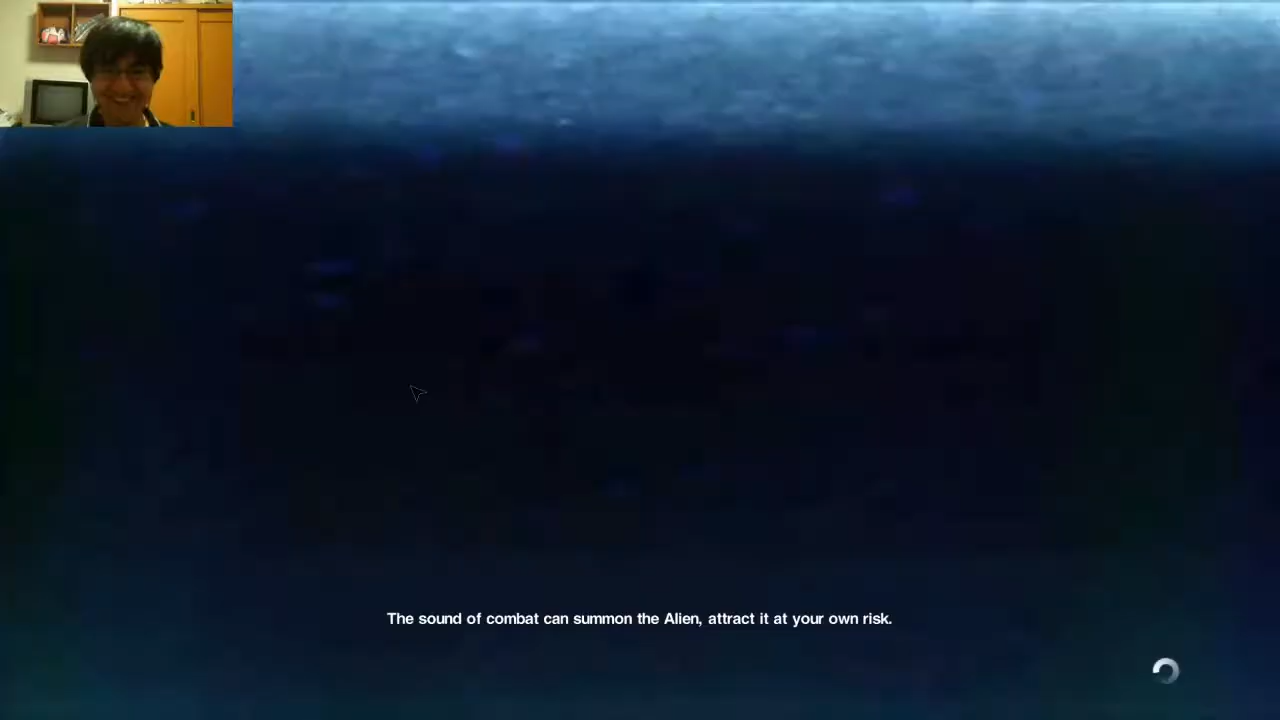 The sound of combat can summon the Alien, attract it at your own risk.